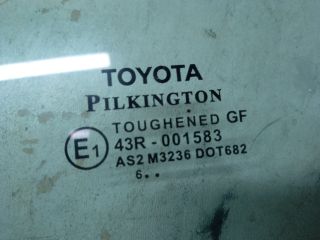 TOYOTA
PILKINGTON
TOUGHENED GF
E1 43R - 001583
AS2 M3236 DOT682
6..